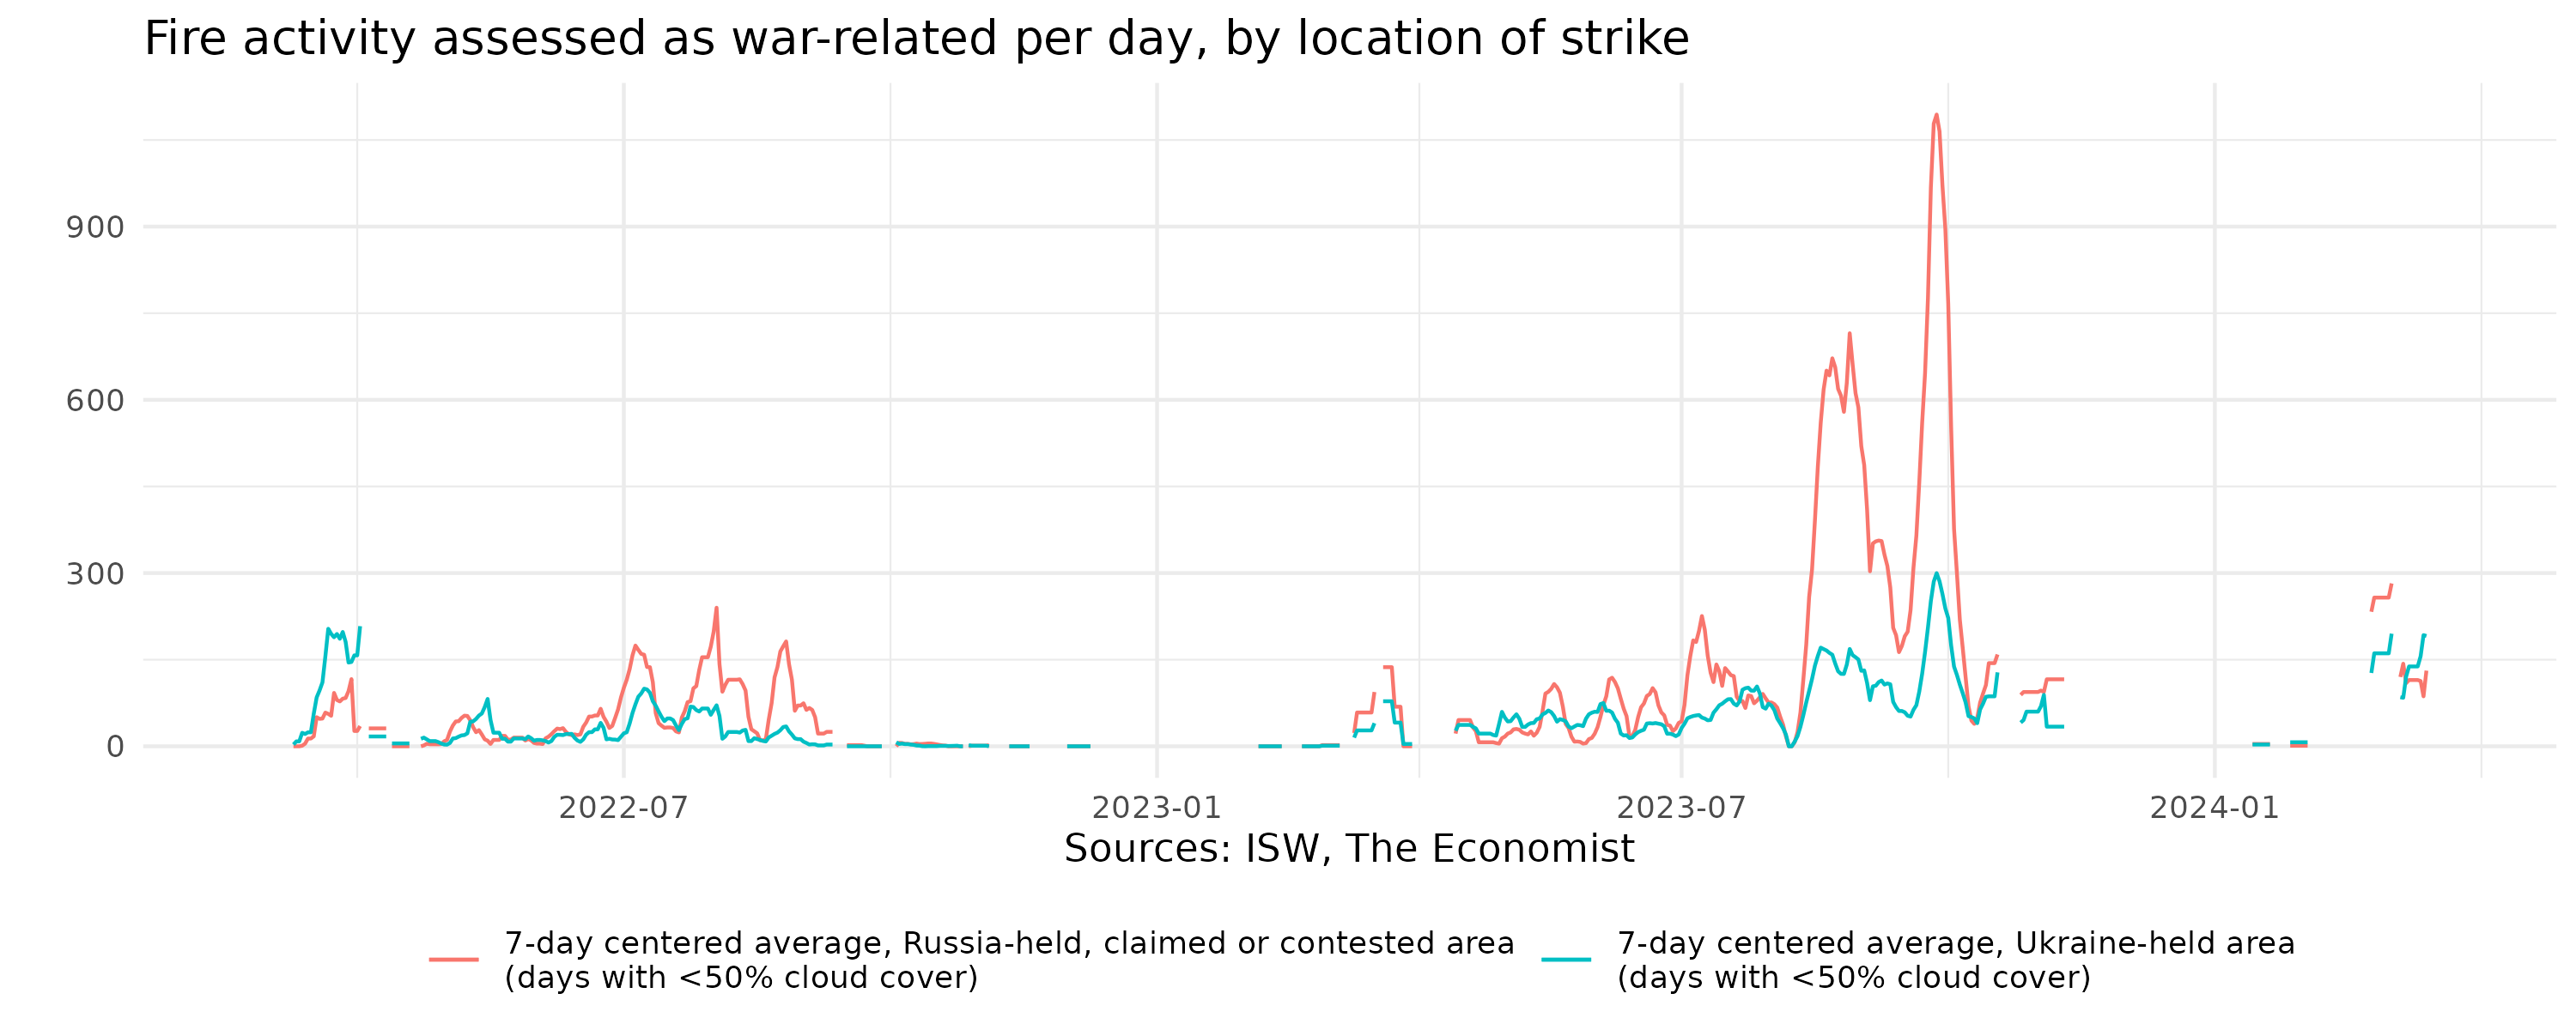 Fire activity assessed as war-related per day, by location of strike
900
600
300
0
2022-07
2023-01
2023-07
2024-01
Sources: ISW, The Economist
7-day centered average, Russia-held, claimed or contested area
(days with <50% cloud cover)
7-day centered average, Ukraine-held area
(days with <50% cloud cover)